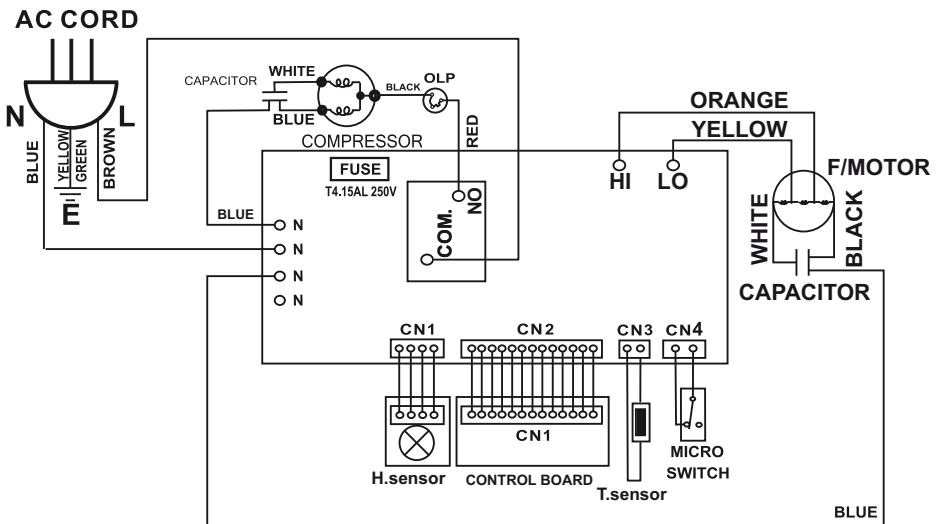 AC CORD
N
L
BLUE
YELLOW
GREEN
BROWN
E
CAPACITOR
WHITE
BLUE
BLACK
OLP
RED
COMPRESSOR
FUSE
T4.15AL 250V
COM.
NO
BLUE
N
N
N
N
HI
LO
ORANGE
YELLOW
F/MOTOR
WHITE
BLACK
CAPACITOR
CN1
CN2
CN3
CN4
CN1
H.sensor
CONTROL BOARD
T.sensor
MICRO
SWITCH
BLUE